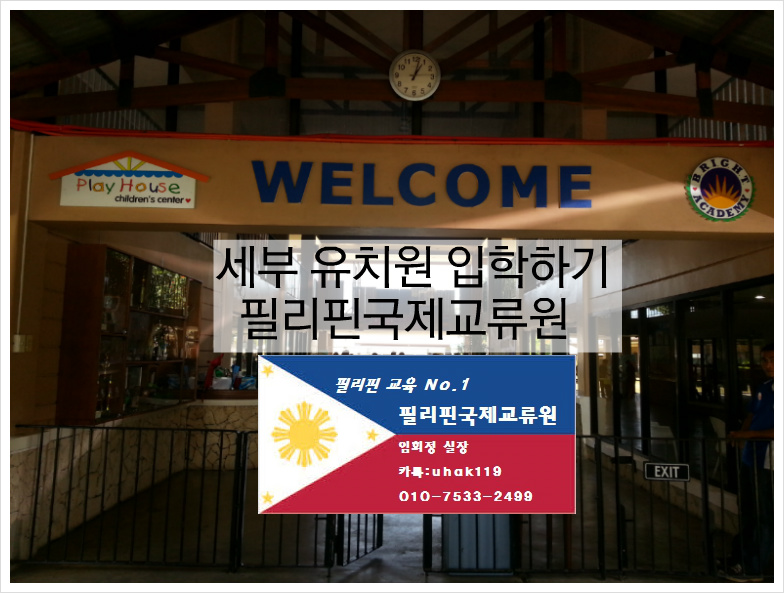 Play House
children's center
WELCOME
BRIGHT ACADEMY
세부 유치원 입학하기
필리핀국제교류원
필리핀 교육 No.1
필리핀국제교류원
임회정 실장
카톡:uhak119
010-7533-2499
EXIT